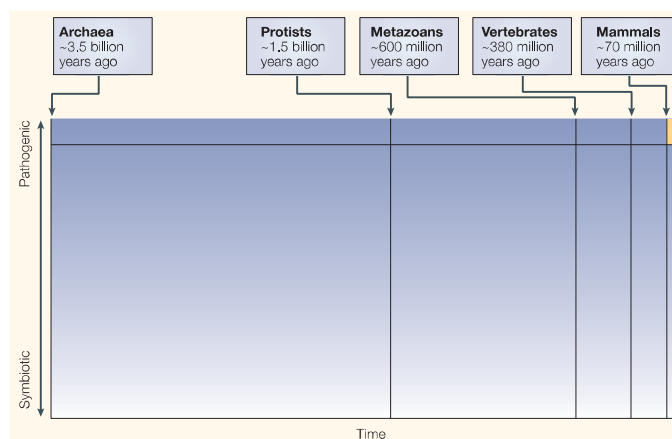 Archaea
~3.5 billion
years ago
Protists
~1.5 billion
years ago
Metazoans
~600 million
years ago
Vertebrates
~380 million
years ago
Mammals
~70 million
years ago
Pathogenic
Symbiotic
Time